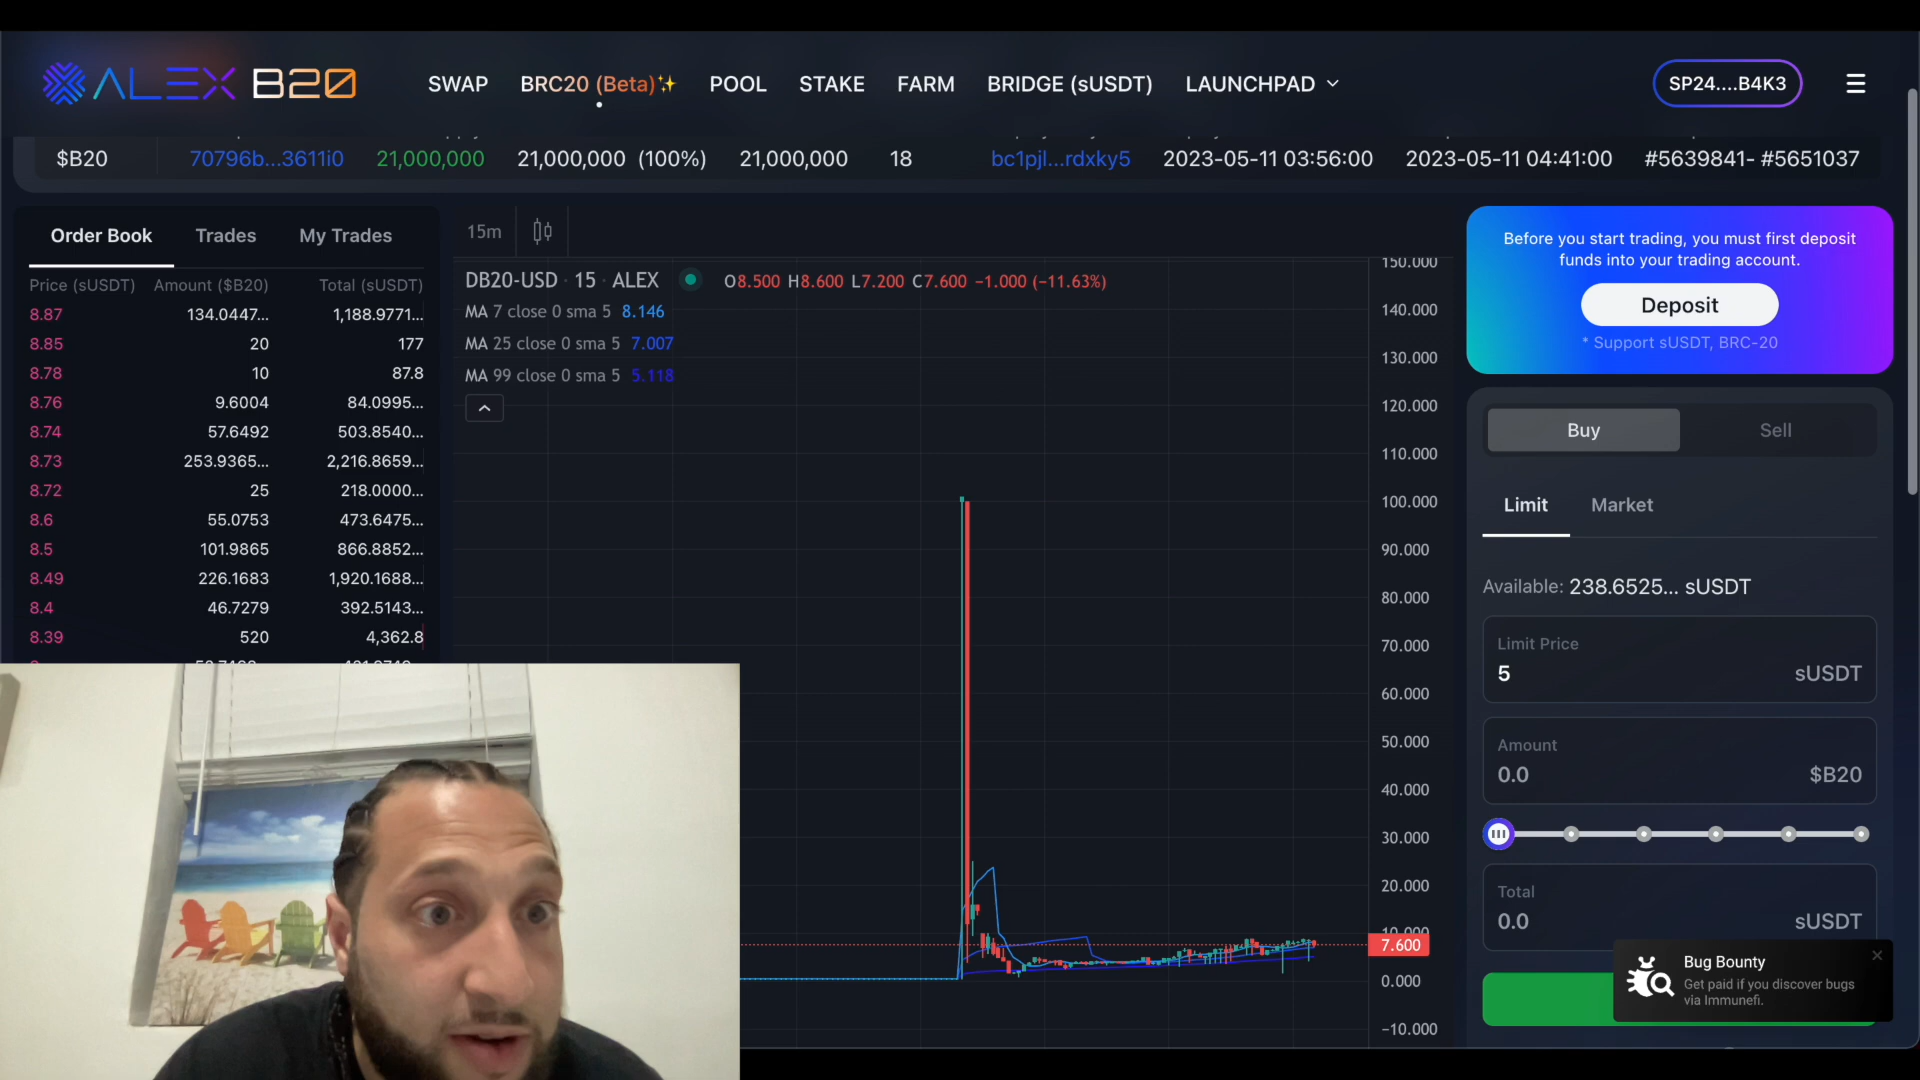 ALEX B20
SWAP BRC20 (Beta)✨ POOL STAKE FARM BRIDGE (sUSDT) LAUNCHPAD SP24....B4K3
$B20 70796b...3611i0 21,000,000 21,000,000 (100%) 21,000,000 18 bc1pjl...rdxky5 2023-05-11 03:56:00 2023-05-11 04:41:00 #5639841- #5651037
Order Book Trades My Trades
Price (sUSDT) Amount ($B20) Total (sUSDT)
8.87 134.0447... 1,188.9771...
8.85 20 177
8.78 10 87.8
8.76 9.6004 84.0995...
8.74 57.6492 503.8540...
8.73 253.9365... 2,216.8659...
8.72 25 218.0000...
8.6 55.0753 473.6475...
8.5 101.9865 866.8852...
8.49 226.1683 1,920.1688...
8.4 46.7279 392.5143...
8.39 520 4,362.8
15m
DB20-USD · 15 · ALEX O8.500 H8.600 L7.200 C7.600 −1.000 (−11.63%)
MA 7 close 0 sma 5 8.146
MA 25 close 0 sma 5 7.007
MA 99 close 0 sma 5 5.118
150.000
140.000
130.000
120.000
110.000
100.000
90.000
80.000
70.000
60.000
50.000
40.000
30.000
20.000
10.000
7.600
0.000
−10.000
Before you start trading, you must first deposit
funds into your trading account.
Deposit
* Support sUSDT, BRC-20
Buy Sell
Limit Market
Available: 238.6525... sUSDT
Limit Price
5 sUSDT
Amount
0.0 $B20
Total
0.0 sUSDT
Bug Bounty
Get paid if you discover bugs
via Immunefi.